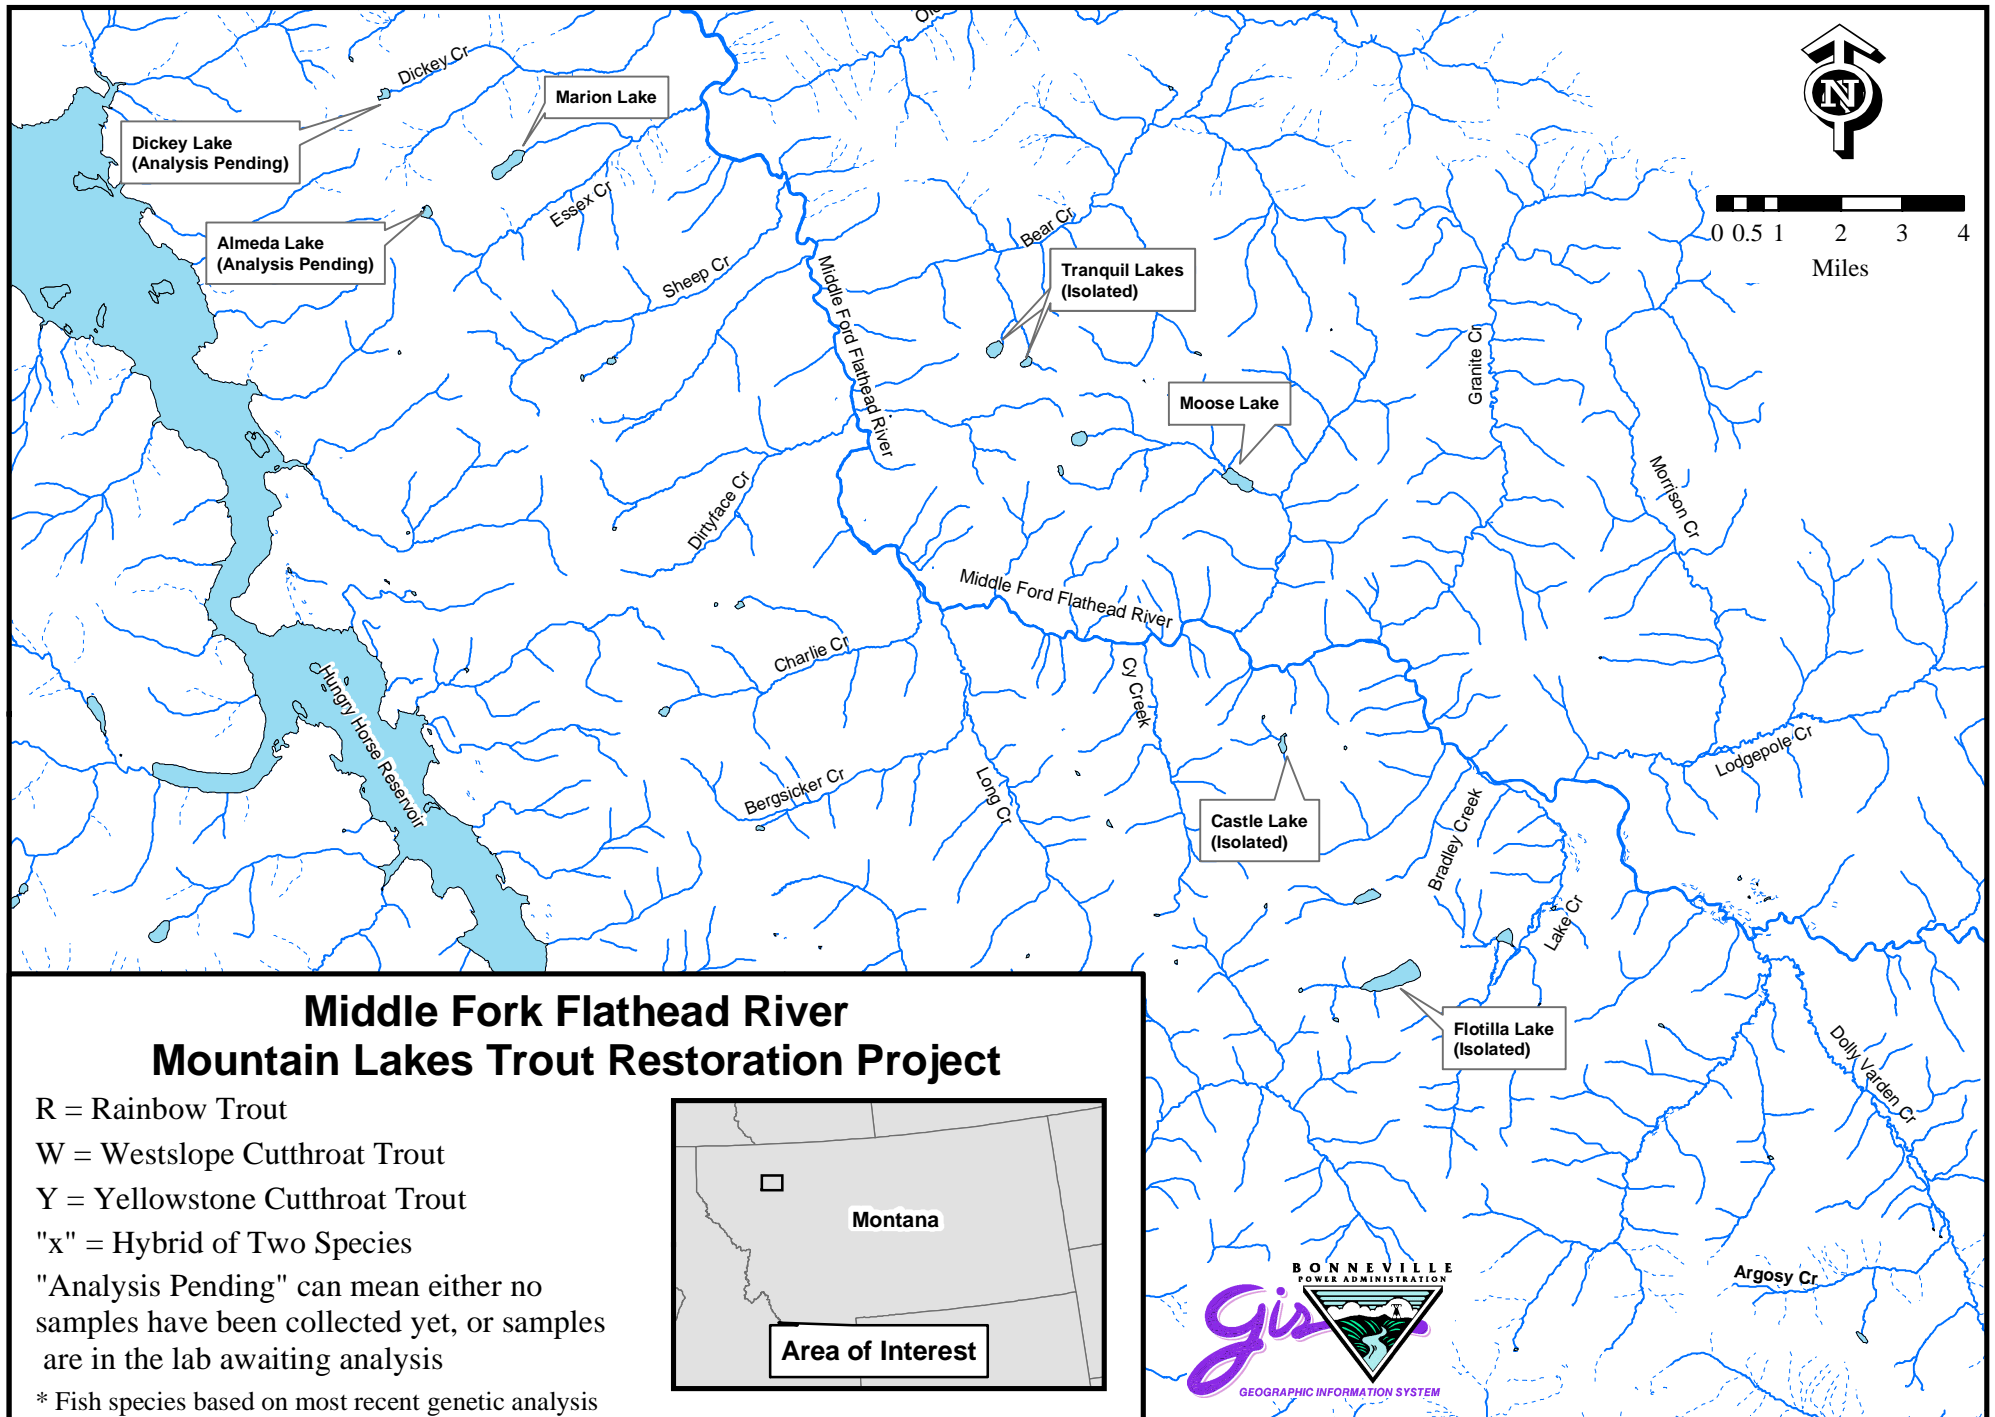 Dickey Cr
Marion Lake
Dickey Lake
(Analysis Pending)
Essex Cr
Almeda Lake
(Analysis Pending)
Sheep Cr
Bear Cr
Tranquil Lakes
(Isolated)
N
0 0.5 1 2 3 4
Miles
Middle Ford Flathead River
Granite Cr
Moose Lake
Morrison Cr
Dirtyface Cr
Middle Ford Flathead River
Charlie Cr
Cy Creek
Hungry Horse Reservoir
Bergsicker Cr
Long Cr
Castle Lake
(Isolated)
Bradley Creek
Lodgepole Cr
Lake Cr
Flotilla Lake
(Isolated)
Dolly Varden Cr
Argosy Cr
Middle Fork Flathead River
Mountain Lakes Trout Restoration Project
R = Rainbow Trout
W = Westslope Cutthroat Trout
Y = Yellowstone Cutthroat Trout
"x" = Hybrid of Two Species
"Analysis Pending" can mean either no
samples have been collected yet, or samples
are in the lab awaiting analysis
* Fish species based on most recent genetic analysis
Montana
Area of Interest
BONNEVILLE
POWER ADMINISTRATION
gis
GEOGRAPHIC INFORMATION SYSTEM